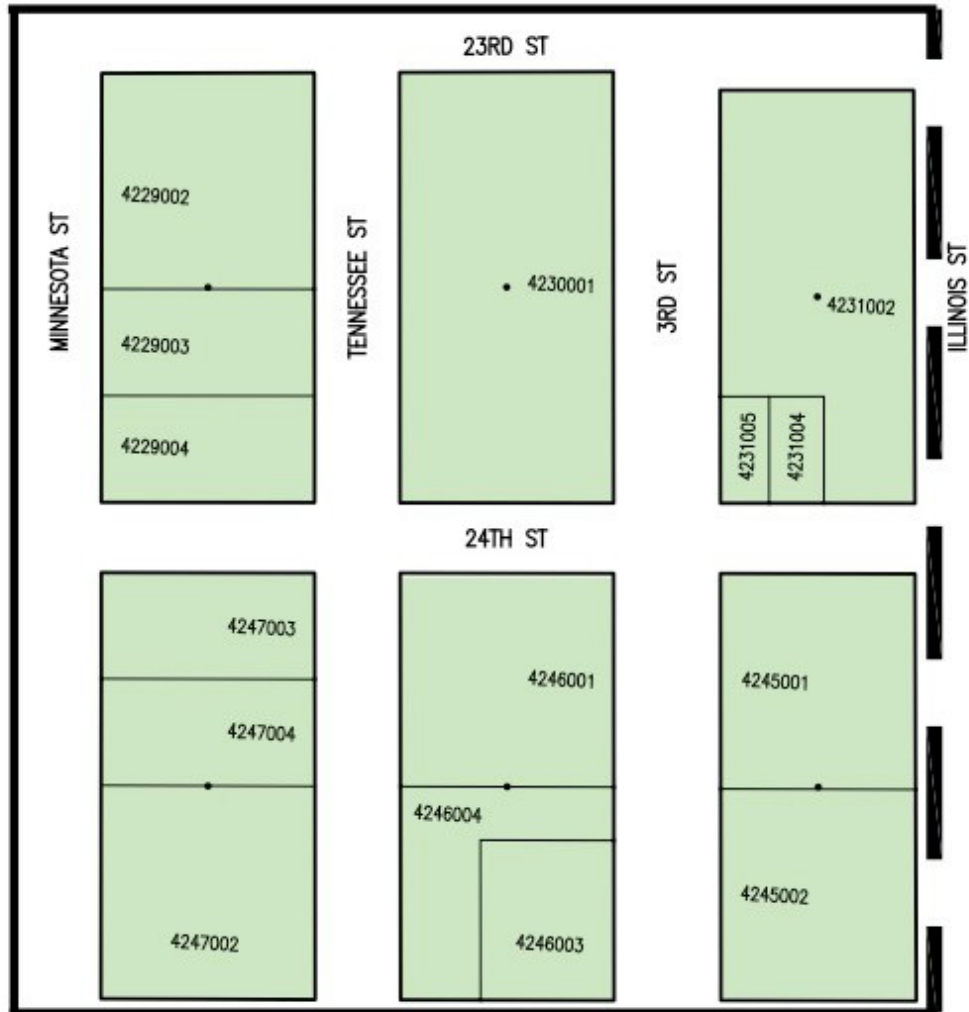 23RD ST
MINNESOTA ST
4229002
4229003
4229004
TENNESSEE ST
4230001
3RD ST
4231002
4231005
4231004
ILLINOIS ST
24TH ST
4247003
4247004
4247002
4246001
4246004
4246003
4245001
4245002